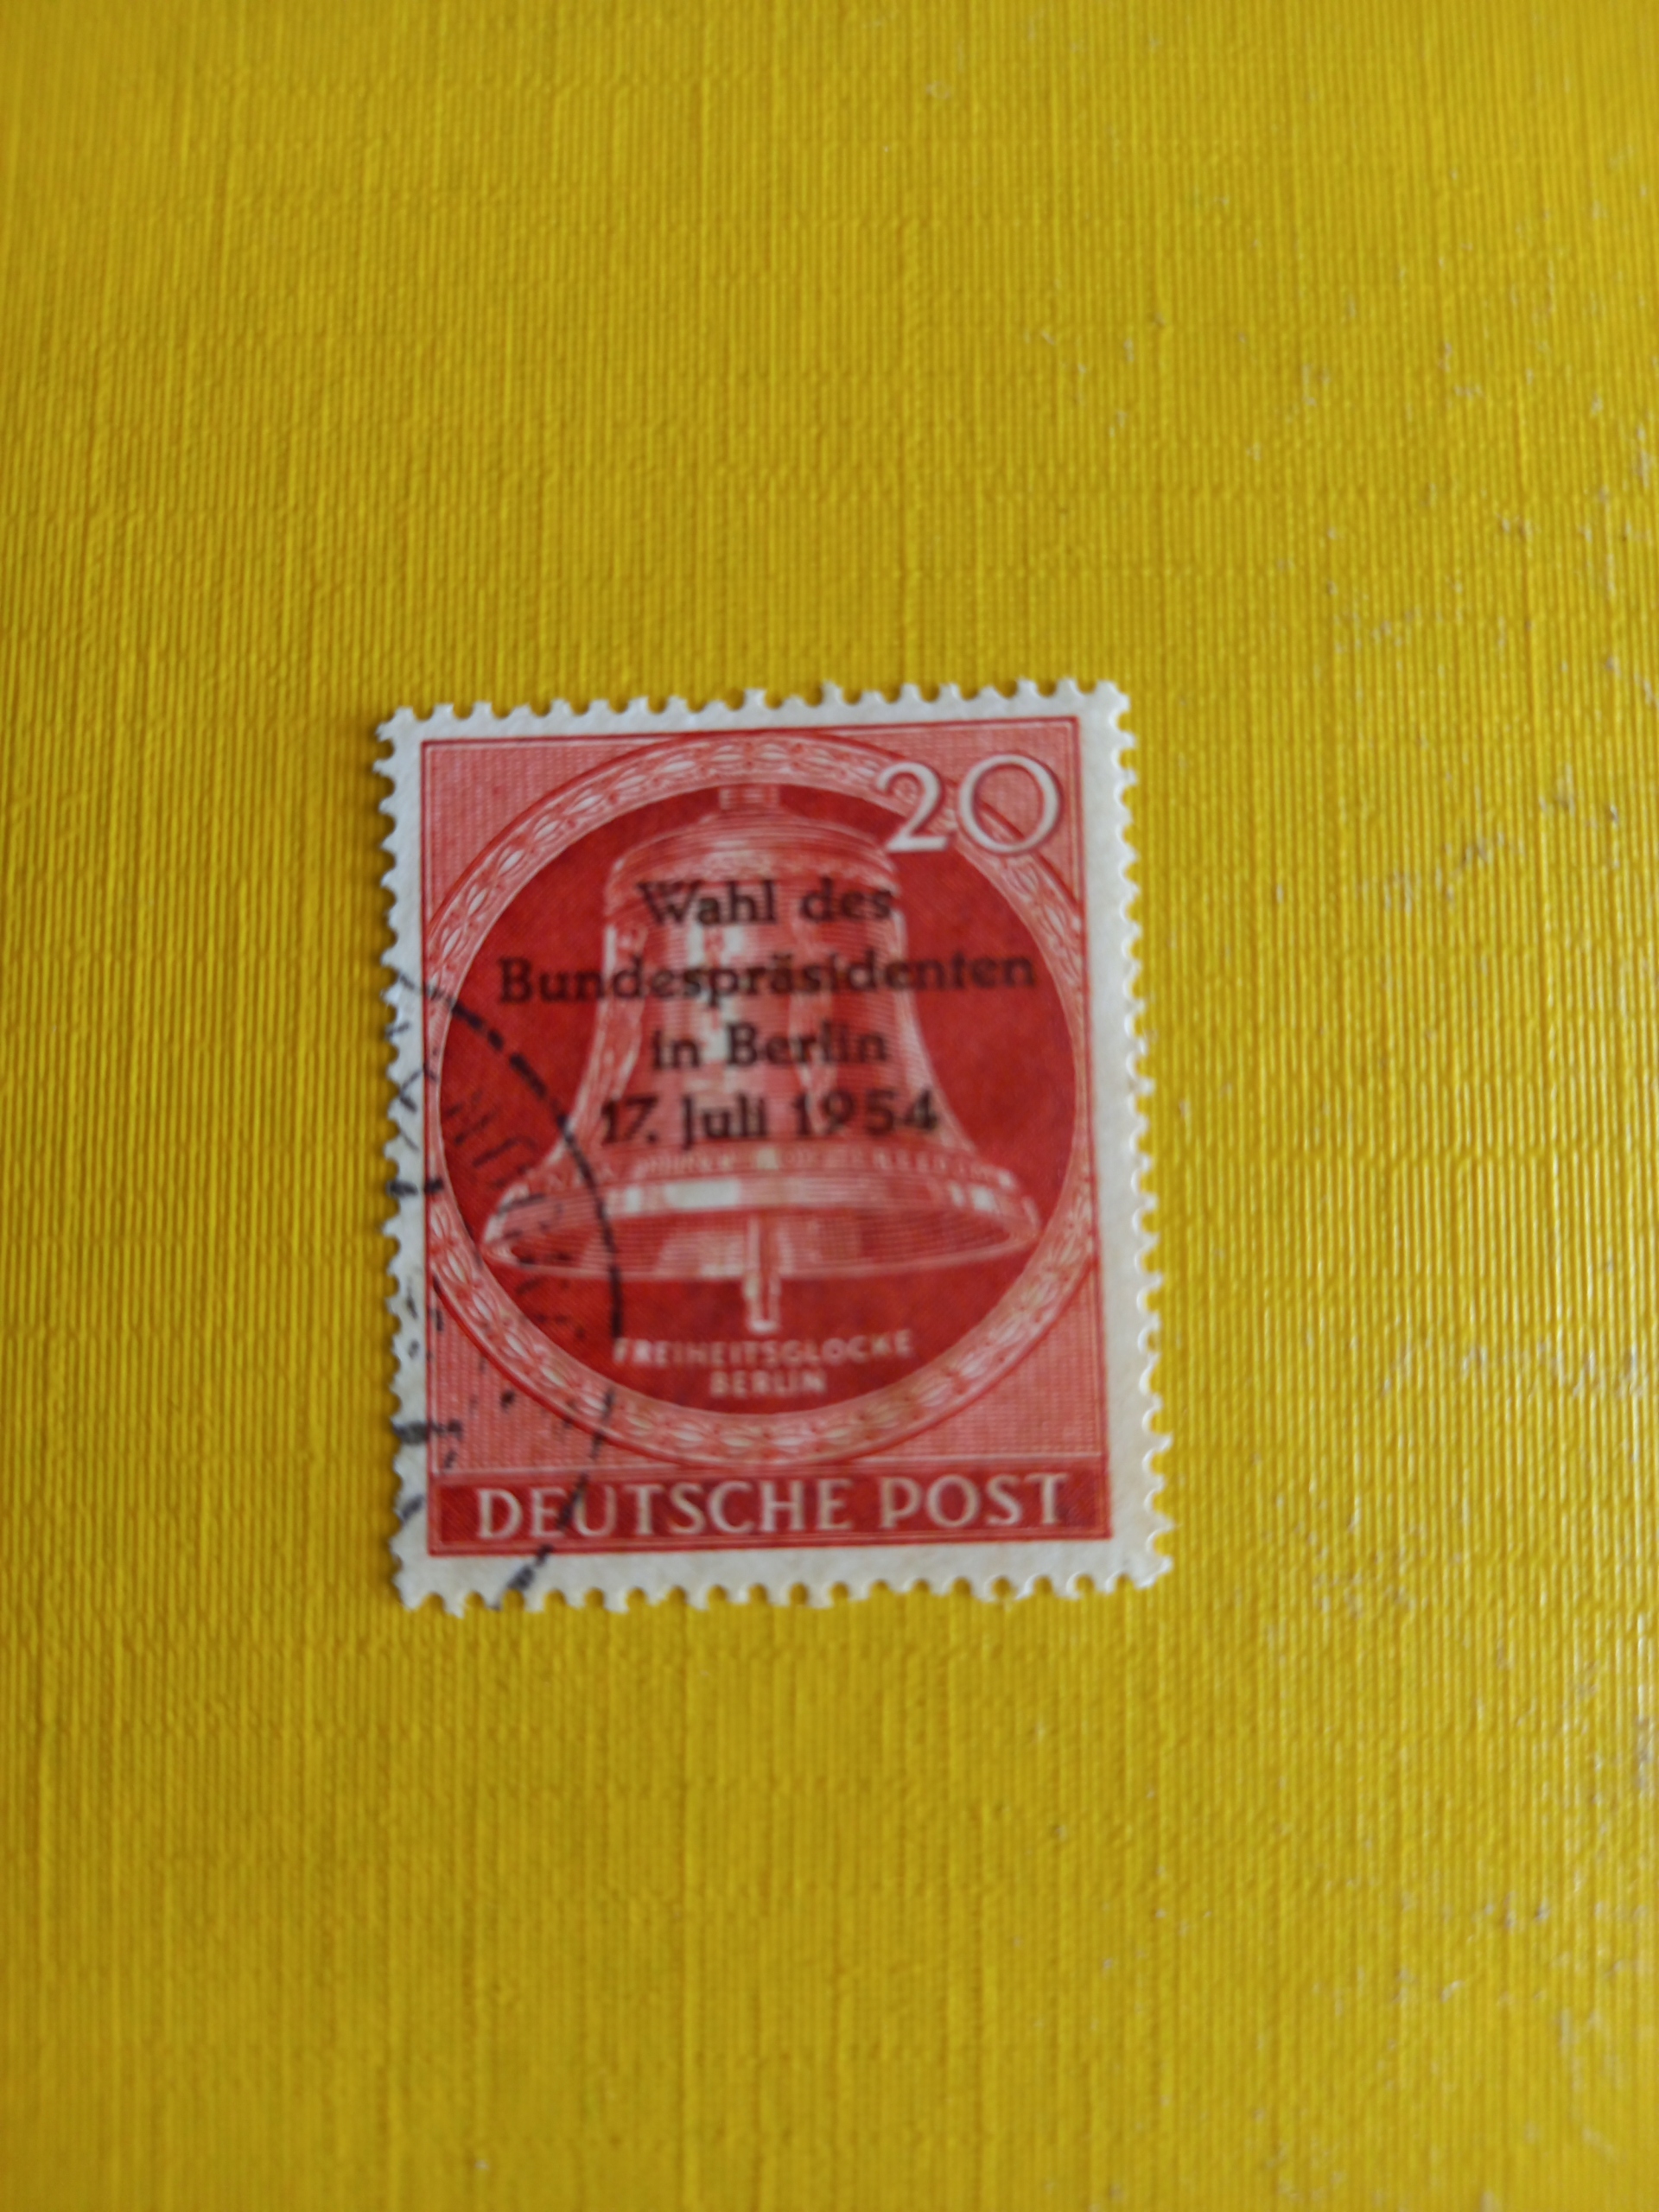 20
Wahl des
Bundespräsidenten
in Berlin
17. Juli 1954
FREIHEITSGLOCKE
BERLIN
DEUTSCHE POST